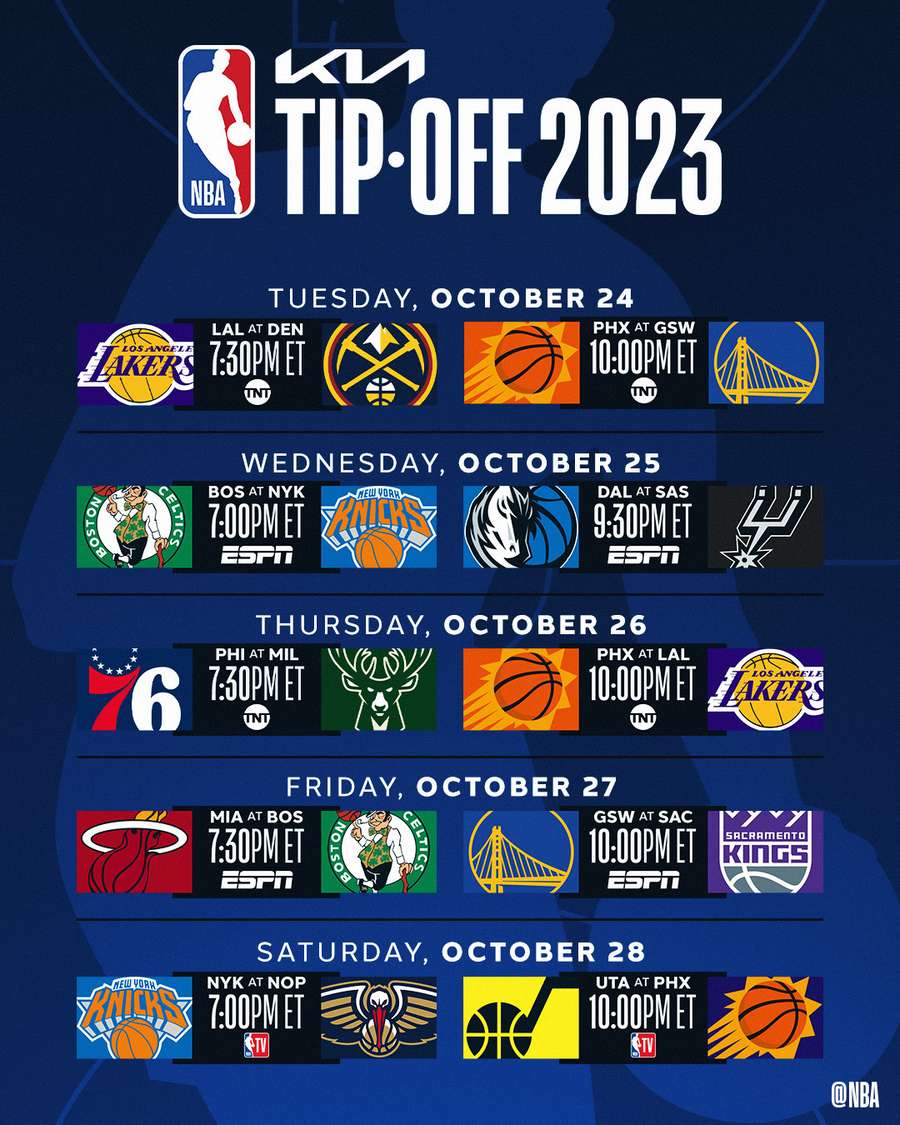 NBA
KIA
TIP·OFF 2023
TUESDAY, OCTOBER 24
LOS ANGELES
LAKERS
LAL AT DEN
7:30PM ET
TNT
PHX AT GSW
10:00PM ET
TNT
WEDNESDAY, OCTOBER 25
BOSTON CELTICS
BOS AT NYK
7:00PM ET
ESPN
NEW YORK
KNICKS
DAL AT SAS
9:30PM ET
ESPN
THURSDAY, OCTOBER 26
76
PHI AT MIL
7:30PM ET
TNT
PHX AT LAL
10:00PM ET
TNT
LOS ANGELES
LAKERS
FRIDAY, OCTOBER 27
MIA AT BOS
7:30PM ET
ESPN
BOSTON CELTICS
GSW AT SAC
10:00PM ET
ESPN
SACRAMENTO
KINGS
SATURDAY, OCTOBER 28
NEW YORK
KNICKS
NYK AT NOP
7:00PM ET
TV
UTA AT PHX
10:00PM ET
TV
@NBA